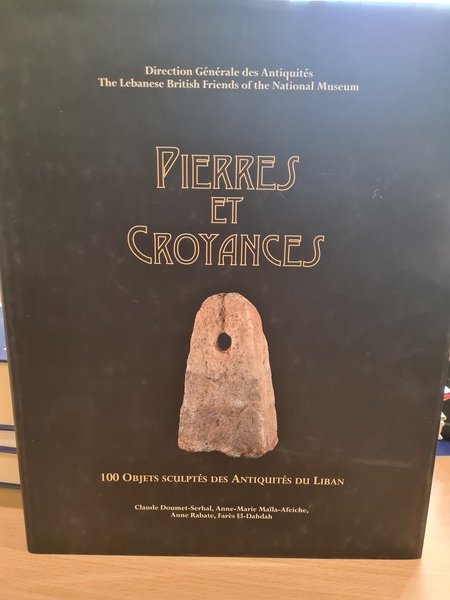 Direction Générale des Antiquités
The Lebanese British Friends of the National Museum
PIERRES
ET
CROYANCES
100 OBJETS SCULPTÉS DES ANTIQUITÉS DU LIBAN
Claude Doumet-Serhal, Anne-Marie Maïla-Afeiche,
Anne Rabate, Farès El-Dahdah